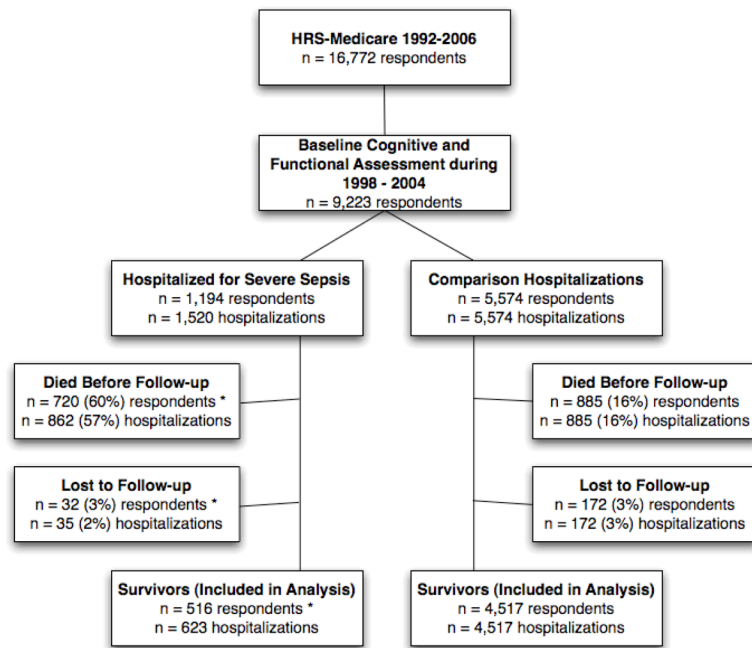 HRS-Medicare 1992-2006
n = 16,772 respondents
Baseline Cognitive and
Functional Assessment during
1998 - 2004
n = 9,223 respondents
Hospitalized for Severe Sepsis
n = 1,194 respondents
n = 1,520 hospitalizations
Comparison Hospitalizations
n = 5,574 respondents
n = 5,574 hospitalizations
Died Before Follow-up
n = 720 (60%) respondents *
n = 862 (57%) hospitalizations
Died Before Follow-up
n = 885 (16%) respondents
n = 885 (16%) hospitalizations
Lost to Follow-up
n = 32 (3%) respondents *
n = 35 (2%) hospitalizations
Lost to Follow-up
n = 172 (3%) respondents
n = 172 (3%) hospitalizations
Survivors (Included in Analysis)
n = 516 respondents *
n = 623 hospitalizations
Survivors (Included in Analysis)
n = 4,517 respondents
n = 4,517 hospitalizations